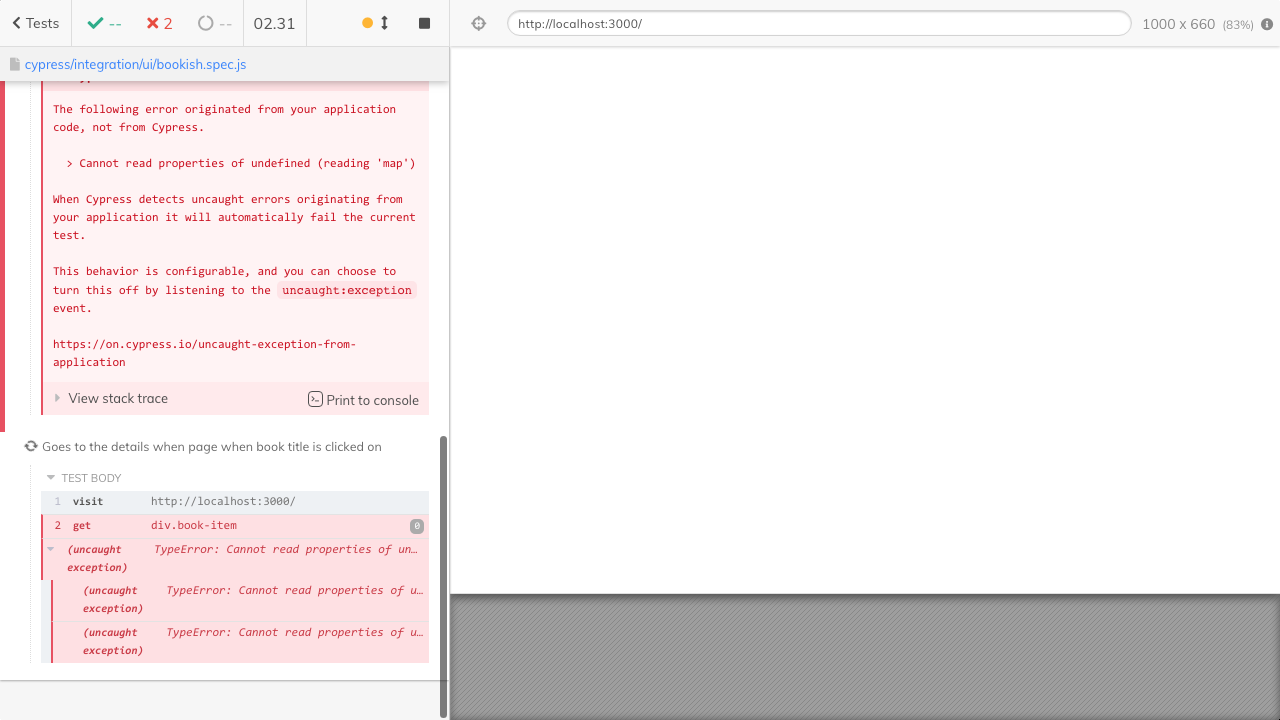 Tests
--
2
--
02.31
http://localhost:3000/
1000 x 660 (83%)
cypress/integration/ui/bookish.spec.js
The following error originated from your application
code, not from Cypress.
> Cannot read properties of undefined (reading 'map')
When Cypress detects uncaught errors originating from
your application it will automatically fail the current
test.
This behavior is configurable, and you can choose to
turn this off by listening to the uncaught:exception
event.
https://on.cypress.io/uncaught-exception-from-
application
View stack trace
Print to console
Goes to the details when page when book title is clicked on
TEST BODY
1 visit http://localhost:3000/
2 get div.book-item 0
(uncaught TypeError: Cannot read properties of un…
exception)
(uncaught TypeError: Cannot read properties of u…
exception)
(uncaught TypeError: Cannot read properties of u…
exception)